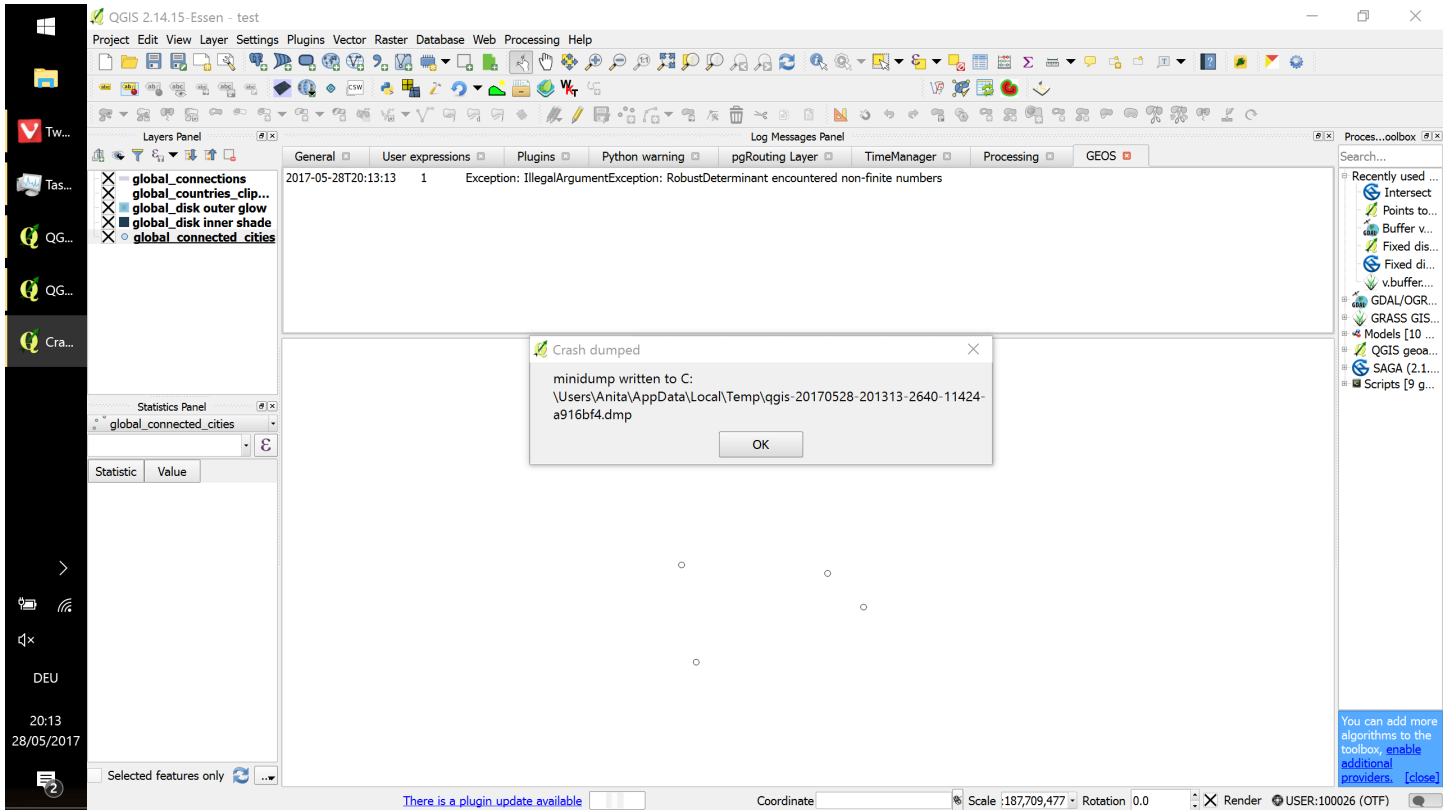 QGIS 2.14.15-Essen - test
Project Edit View Layer Settings Plugins Vector Raster Database Web Processing Help
CSW
Layers Panel
Log Messages Panel
Proces...oolbox
General
User expressions
Plugins
Python warning
pgRouting Layer
TimeManager
Processing
GEOS
Search...
2017-05-28T20:13:13 1 Exception: IllegalArgumentException: RobustDeterminant encountered non-finite numbers
global_connections
global_countries_clip...
global_disk outer glow
global_disk inner shade
global_connected_cities
Recently used ...
Intersect
Points to...
Buffer v...
Fixed dis...
Fixed di...
v.buffer....
GDAL/OGR...
GRASS GIS...
Models [10 ...
QGIS geoa...
SAGA (2.1....
Scripts [9 g...
Tw...
Tas...
QG...
QG...
Cra...
Crash dumped
minidump written to C:
\Users\Anita\AppData\Local\Temp\qgis-20170528-201313-2640-11424-
a916bf4.dmp
OK
Statistics Panel
global_connected_cities
ε
Statistic Value
DEU
20:13
28/05/2017
2
Selected features only
...
You can add more
algorithms to the
toolbox, enable
additional
providers. [close]
There is a plugin update available
Coordinate
Scale
:187,709,477
Rotation 0.0
Render
USER:100026 (OTF)